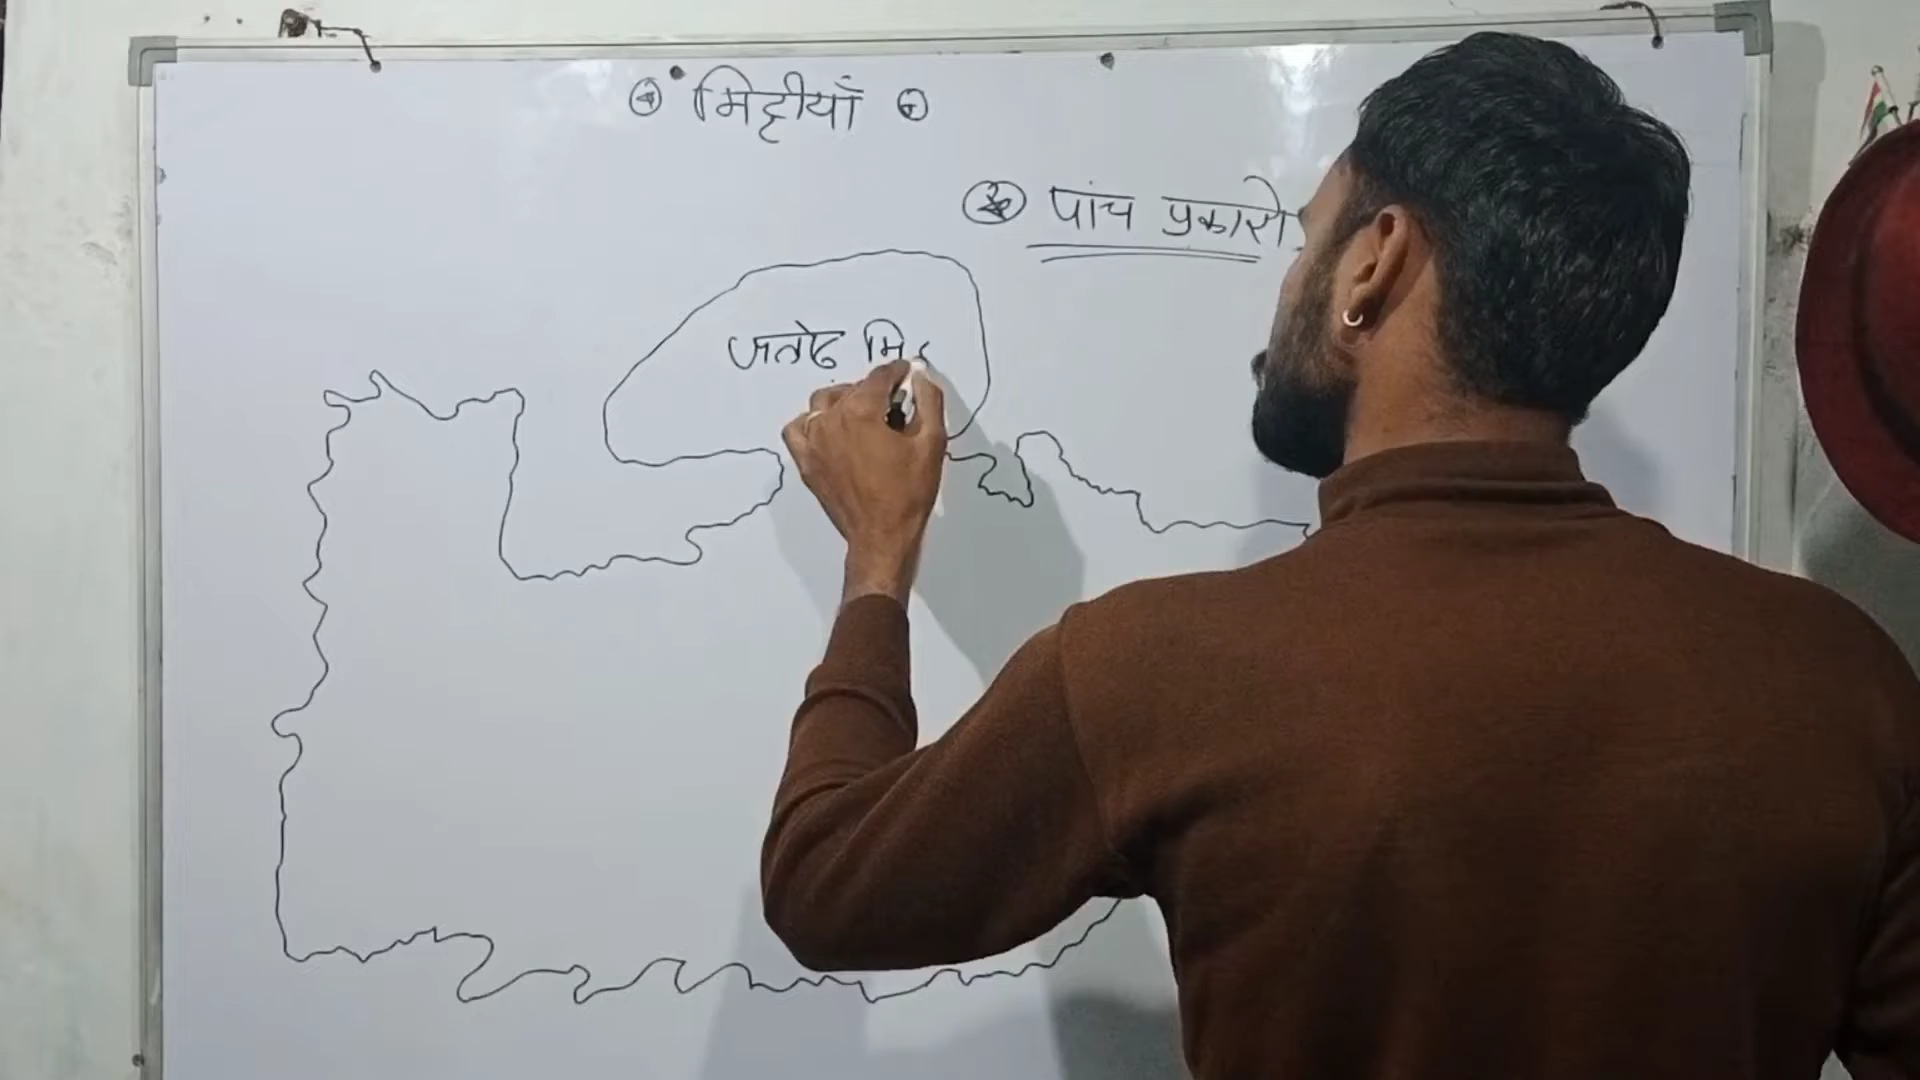 मिट्टीयाँ
पांच प्रकारो
जलोढ़ मिट